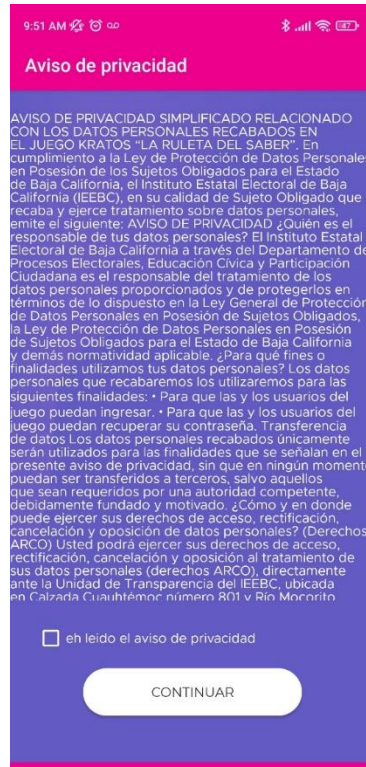 9:51 AM
47
Aviso de privacidad
AVISO DE PRIVACIDAD SIMPLIFICADO RELACIONADO
CON LOS DATOS PERSONALES RECABADOS EN
EL JUEGO KRATOS “LA RULETA DEL SABER”. En
cumplimiento a la Ley de Protección de Datos Personales
en Posesión de los Sujetos Obligados para el Estado
de Baja California, el Instituto Estatal Electoral de Baja
California (IEEBC), en su calidad de Sujeto Obligado que
recaba y ejerce tratamiento sobre datos personales,
emite el siguiente: AVISO DE PRIVACIDAD ¿Quién es el
responsable de tus datos personales? El Instituto Estatal
Electoral de Baja California a través del Departamento de
Procesos Electorales, Educación Cívica y Participación
Ciudadana es el responsable del tratamiento de los
datos personales proporcionados y de protegerlos en
términos de lo dispuesto en la Ley General de Protección
de Datos Personales en Posesión de Sujetos Obligados,
la Ley de Protección de Datos Personales en Posesión
de Sujetos Obligados para el Estado de Baja California
y demás normatividad aplicable. ¿Para qué fines o
finalidades utilizamos tus datos personales? Los datos
personales que recabaremos los utilizaremos para las
siguientes finalidades: • Para que las y los usuarios del
juego puedan ingresar. • Para que las y los usuarios del
juego puedan recuperar su contraseña. Transferencia
de datos Los datos personales recabados únicamente
serán utilizados para las finalidades que se señalan en el
presente aviso de privacidad, sin que en ningún momento
puedan ser transferidos a terceros, salvo aquellos
que sean requeridos por una autoridad competente,
debidamente fundado y motivado. ¿Cómo y en donde
puede ejercer sus derechos de acceso, rectificación,
cancelación y oposición de datos personales? (Derechos
ARCO) Usted podrá ejercer sus derechos de acceso,
rectificación, cancelación y oposición al tratamiento de
sus datos personales (derechos ARCO), directamente
ante la Unidad de Transparencia del IEEBC, ubicada
en Calzada Cuauhtémoc número 801 y Río Mocorito
eh leido el aviso de privacidad
CONTINUAR